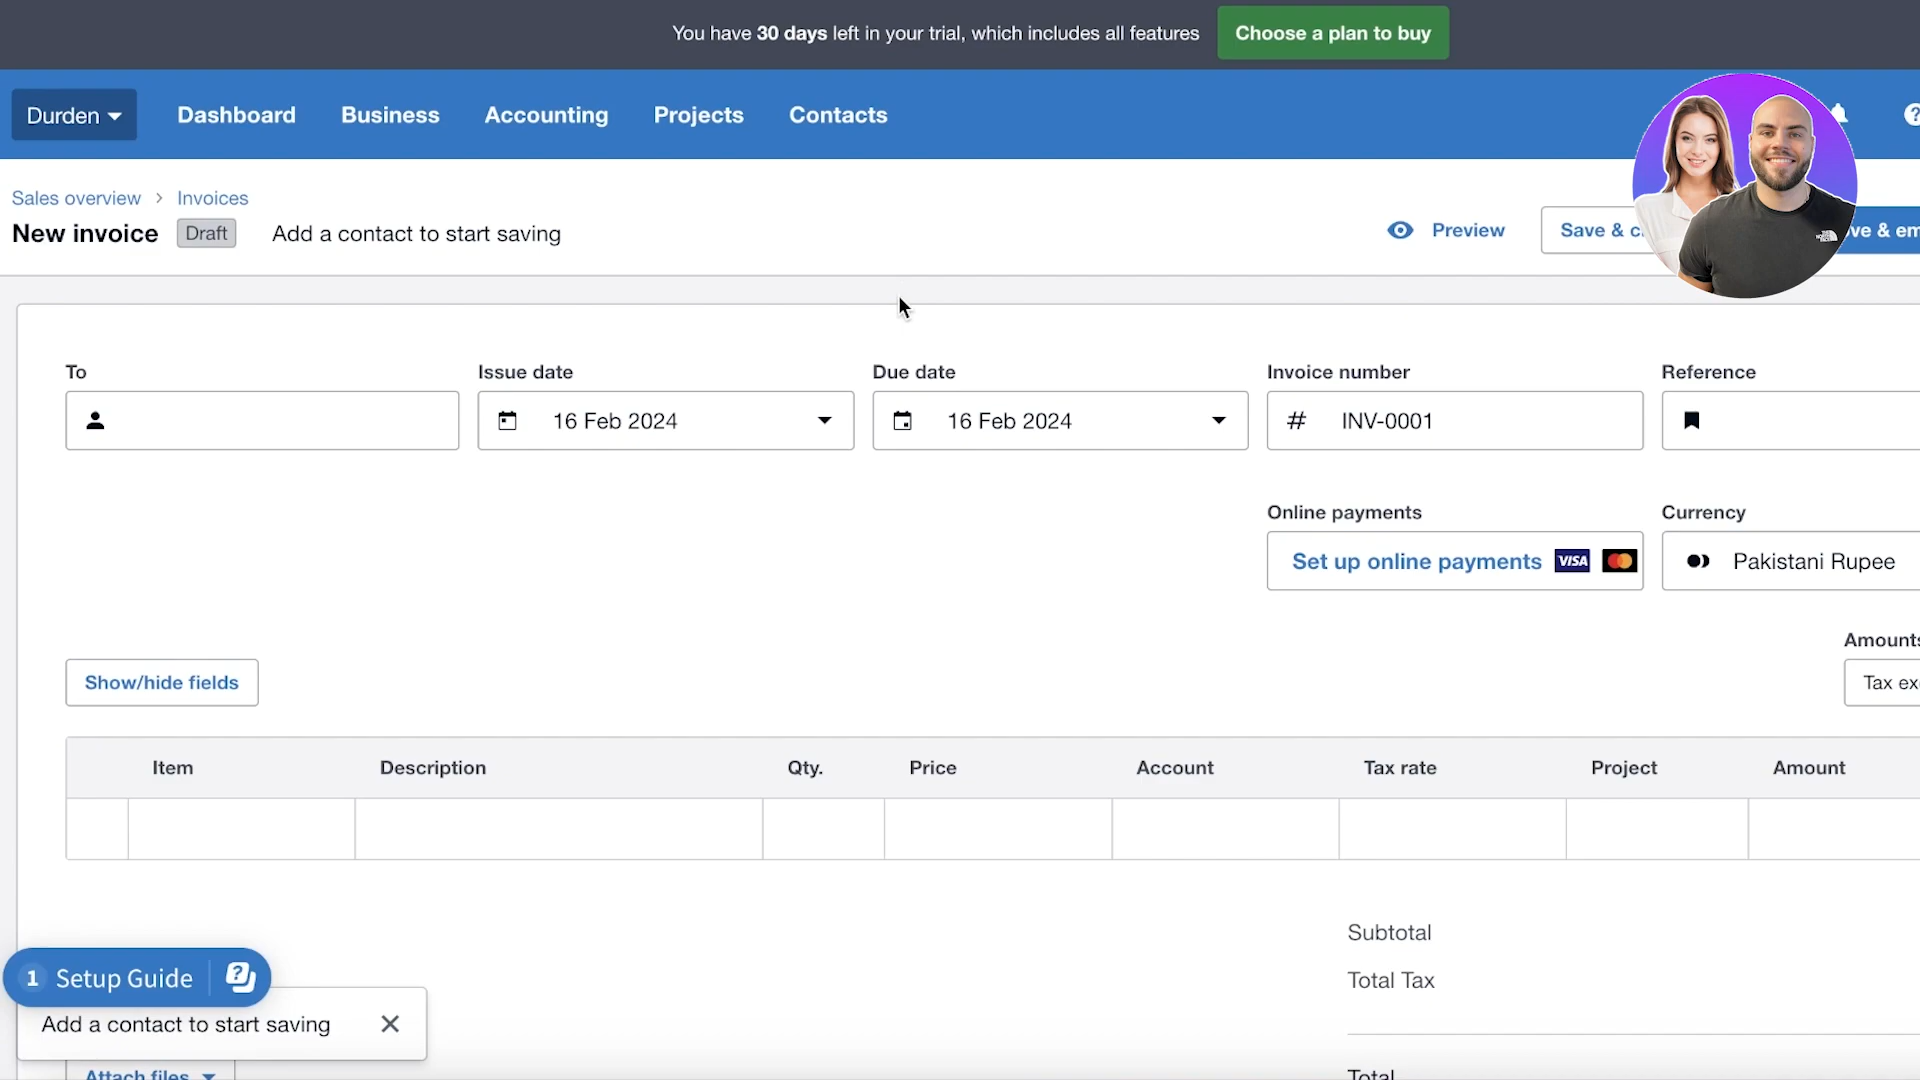 You have 30 days left in your trial, which includes all features
Choose a plan to buy
Durden
Dashboard
Business
Accounting
Projects
Contacts
?
Sales overview > Invoices
New invoice
Draft
Add a contact to start saving
Preview
Save & c
ve & em
To
Issue date
Due date
Invoice number
Reference
16 Feb 2024
16 Feb 2024
# INV-0001
Online payments
Currency
Set up online payments
VISA
Pakistani Rupee
Amounts
Show/hide fields
Tax ex
Item
Description
Qty.
Price
Account
Tax rate
Project
Amount
Subtotal
1 Setup Guide ?
Total Tax
Add a contact to start saving
Attach files
Total